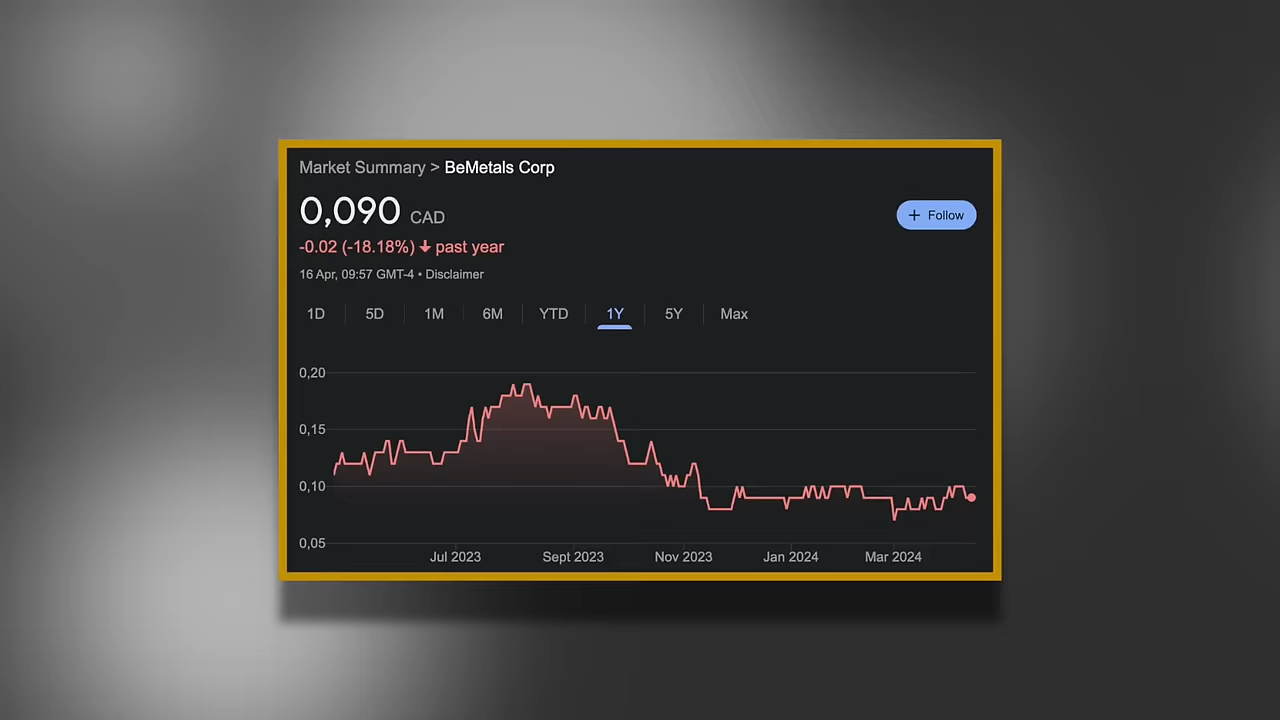 Market Summary > BeMetals Corp
0,090 CAD
+ Follow
-0.02 (-18.18%) ↓ past year
16 Apr, 09:57 GMT-4 • Disclaimer
1D 5D 1M 6M YTD 1Y 5Y Max
0,20
0,15
0,10
0,05
Jul 2023 Sept 2023 Nov 2023 Jan 2024 Mar 2024